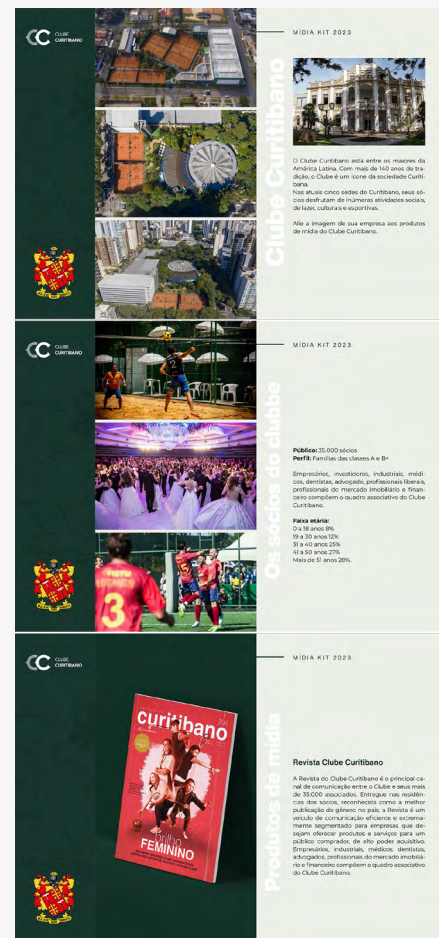 CLUBE
CURITIBANO
MÍDIA KIT 2023
Clube Curitibano
O Clube Curitibano está entre os maiores da
América Latina. Com mais de 140 anos de tra-
dição, o Clube é um ícone da sociedade Curiti-
bana.
Nas atuais cinco sedes do Curitibano, seus só-
cios desfrutam de inúmeras atividades sociais,
de lazer, culturais e esportivas.
Alie a imagem de sua empresa aos produtos
de mídia do Clube Curitibano.
CLUBE
CURITIBANO
MÍDIA KIT 2023
Os sócios do clubbe
2
3
5
Público: 35.000 sócios
Perfil: Famílias das classes A e B+
Empresários, investidores, industriais, médi-
cos, dentistas, advogado, profissionais liberais,
profissionais do mercado imobiliário e finan-
ceiro compõem o quadro associativo do Clube
Curitibano.
Faixa etária:
0 a 18 anos 8%
19 a 30 anos 12%
31 a 40 anos 25%
41 a 50 anos 27%
Mais de 51 anos 28%.
CLUBE
CURITIBANO
MÍDIA KIT 2023
Produtos de mídia
curitibano
brilho
FEMININO
Revista Clube Curitibano
A Revista do Clube Curitibano é o principal ca-
nal de comunicação entre o Clube e seus mais
de 35.000 associados. Entregue nas residên-
cias dos sócios, reconhecida como a melhor
publicação do gênero no país, a Revista é um
veículo de comunicação eficiente e extrema-
mente segmentado para empresas que de-
sejam oferecer produtos e serviços para um
público comprador, de alto poder aquisitivo.
Empresários, industriais, médicos, dentistas,
advogados, profissionais do mercado imobiliá-
rio e financeiro compõem o quadro associativo
do Clube Curitibano.